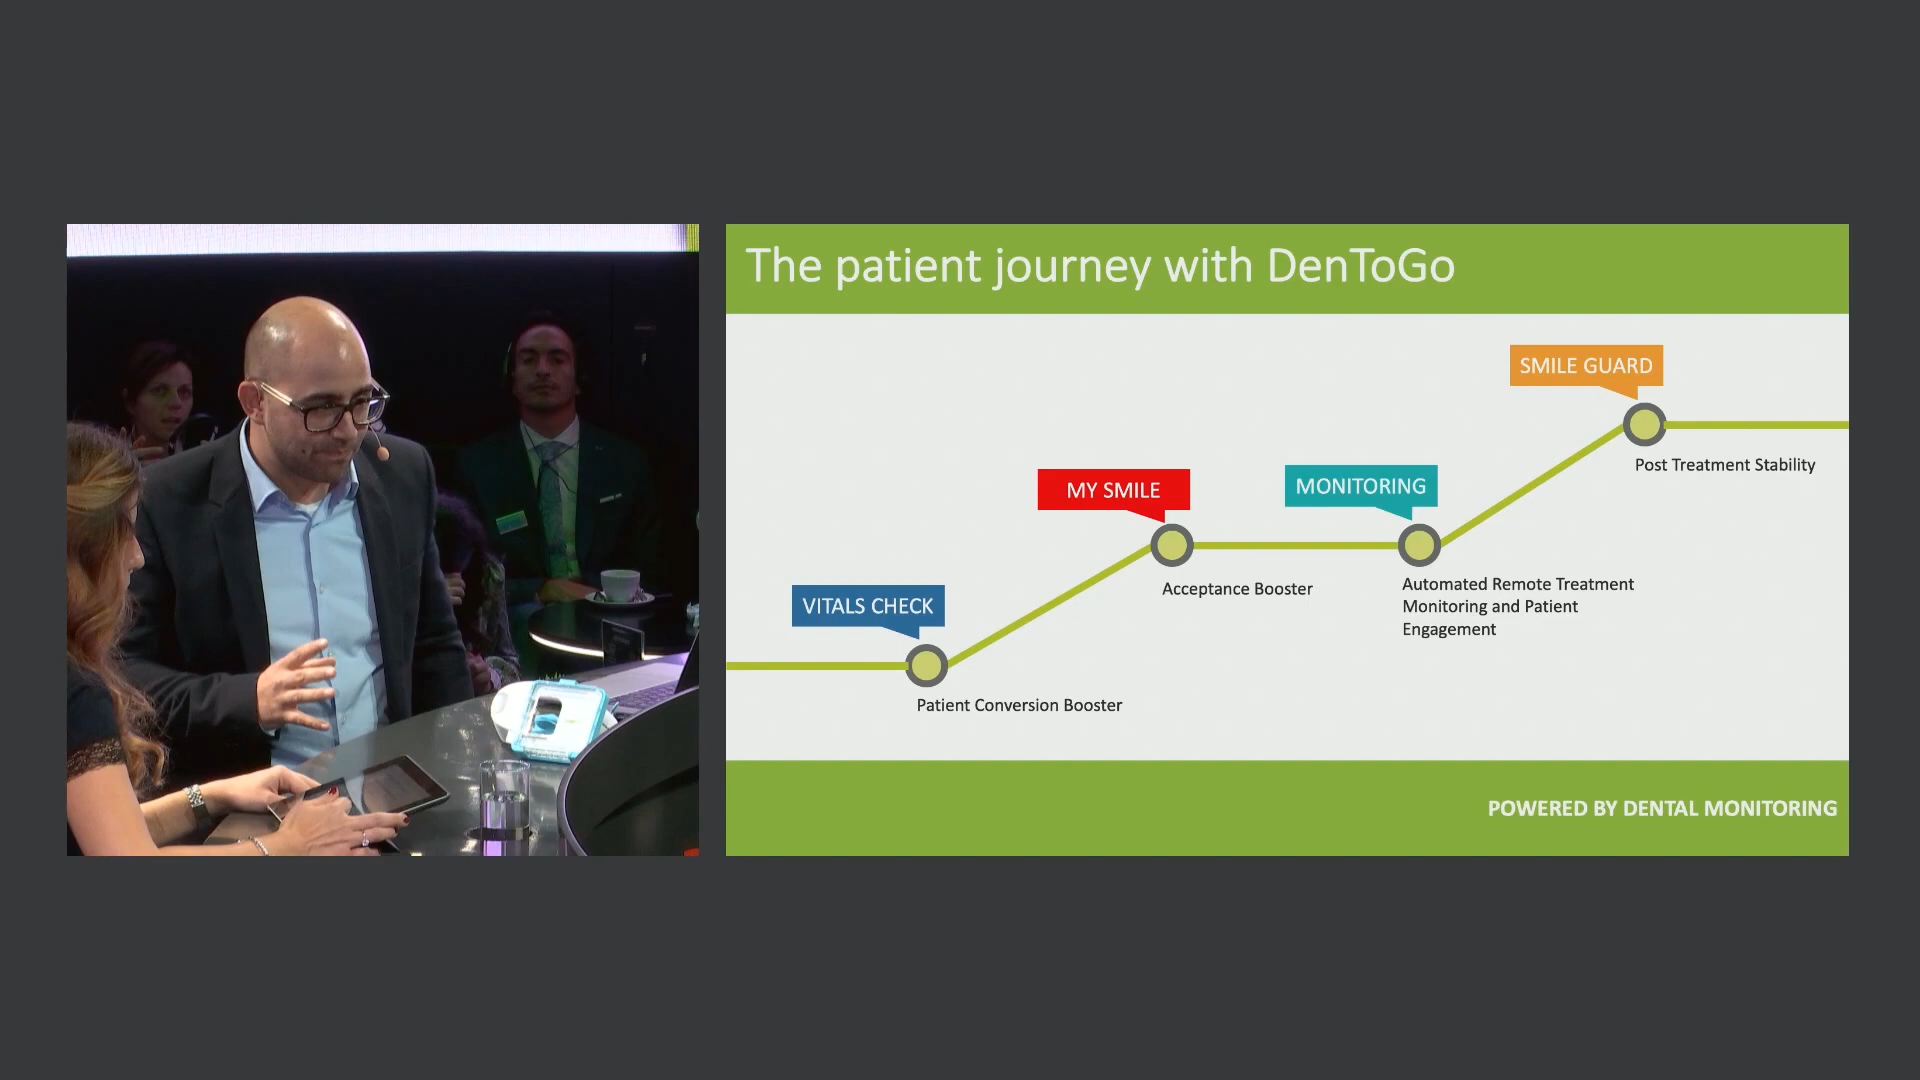 The patient journey with DenToGo
SMILE GUARD
Post Treatment Stability
MY SMILE
MONITORING
Acceptance Booster
Automated Remote Treatment
Monitoring and Patient
Engagement
VITALS CHECK
Patient Conversion Booster
POWERED BY DENTAL MONITORING